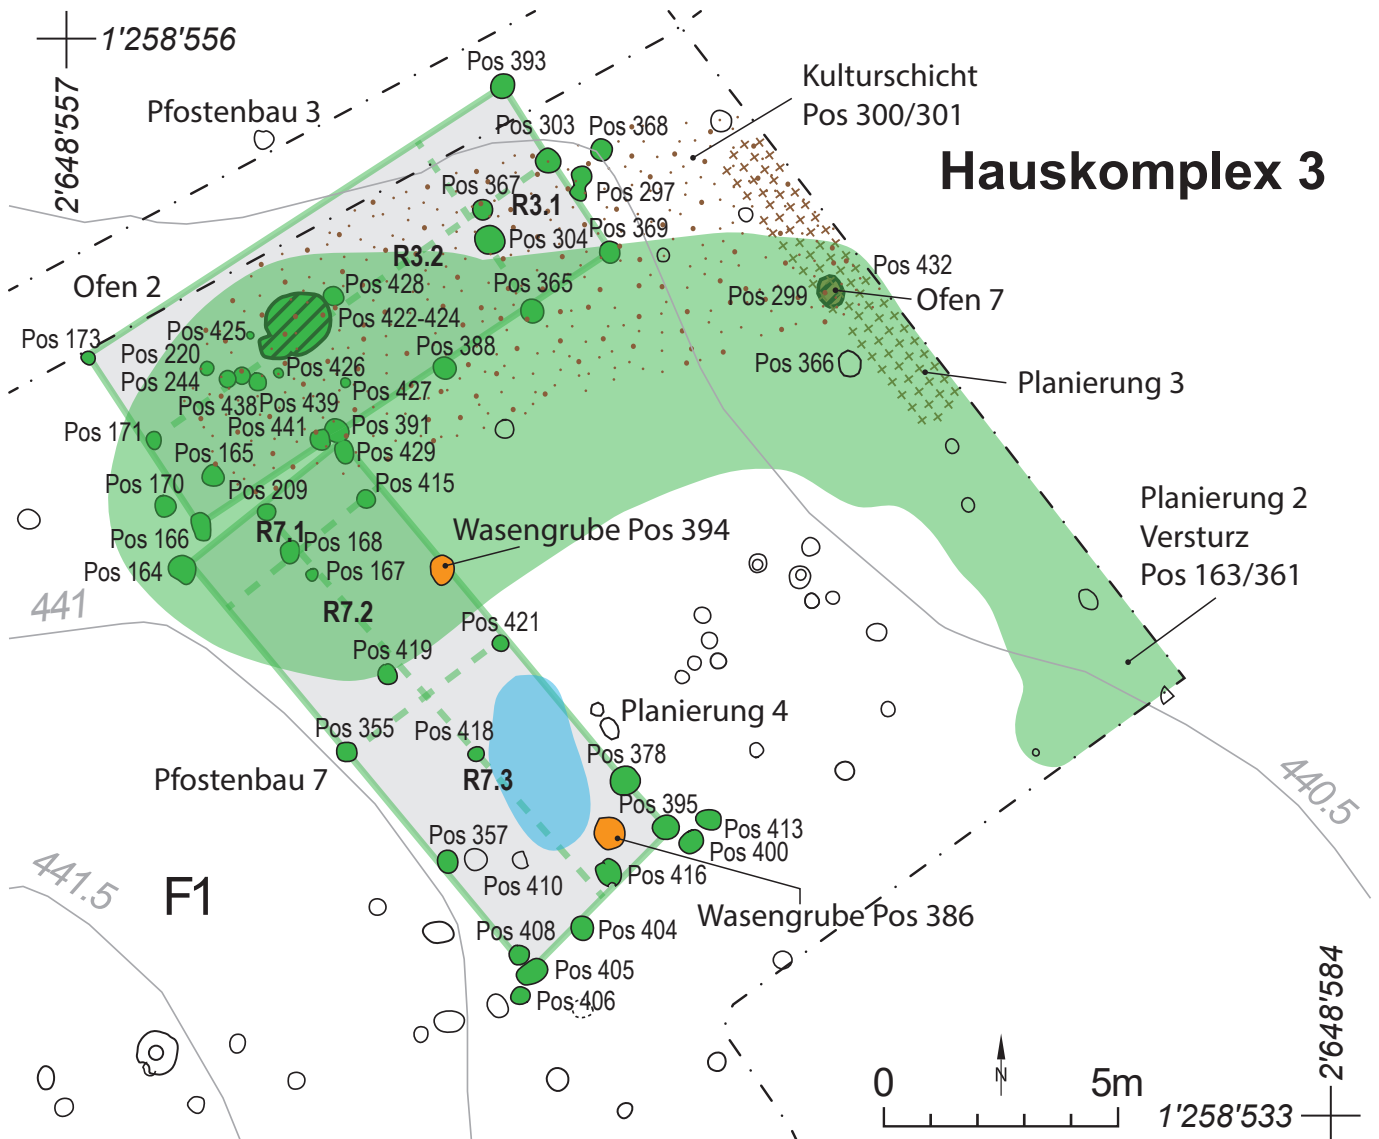 1'258'556
2'648'557
Pos 393
Pfostenbau 3
Kulturschicht
Pos 300/301
Pos 303
Pos 368
Hauskomplex 3
Pos 367
Pos 297
R3.1
Pos 304
Pos 369
R3.2
Pos 432
Ofen 2
Pos 428
Pos 365
Pos 299
Ofen 7
Pos 422-424
Pos 425
Pos 173
Pos 220
Pos 388
Pos 366
Pos 426
Pos 244
Planierung 3
Pos 427
Pos 438
Pos 439
Pos 171
Pos 441
Pos 391
Pos 165
Pos 429
Pos 170
Pos 209
Pos 415
Planierung 2
Versturz
Pos 163/361
Pos 166
R7.1
Pos 168
Wasengrube Pos 394
Pos 164
Pos 167
441
R7.2
Pos 421
Pos 419
Planierung 4
Pos 355
Pos 418
Pos 378
Pfostenbau 7
R7.3
440.5
Pos 395
Pos 413
Pos 357
Pos 400
441.5
Pos 410
Pos 416
F1
Wasengrube Pos 386
Pos 408
Pos 404
Pos 405
Pos 406
2'648'584
N
0
5m
1'258'533